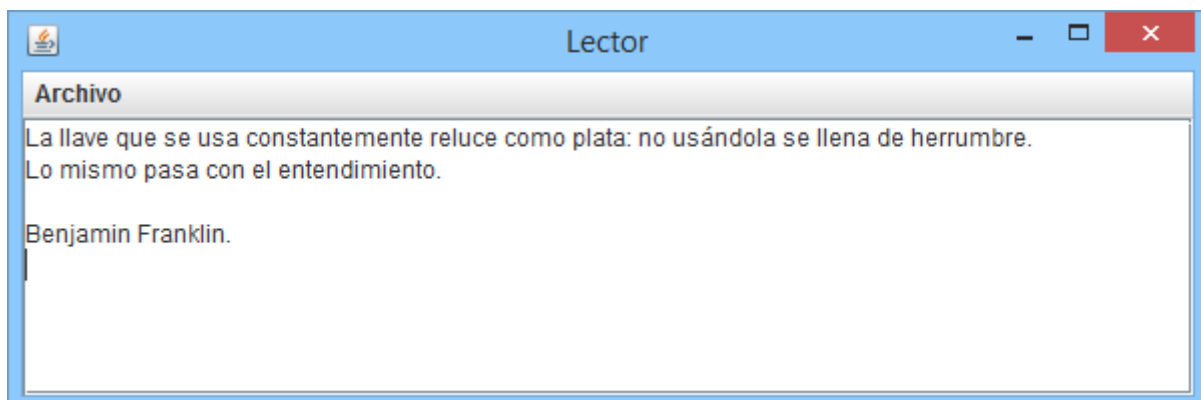 Lector
Archivo
La llave que se usa constantemente reluce como plata: no usándola se llena de herrumbre.
Lo mismo pasa con el entendimiento.
Benjamin Franklin.